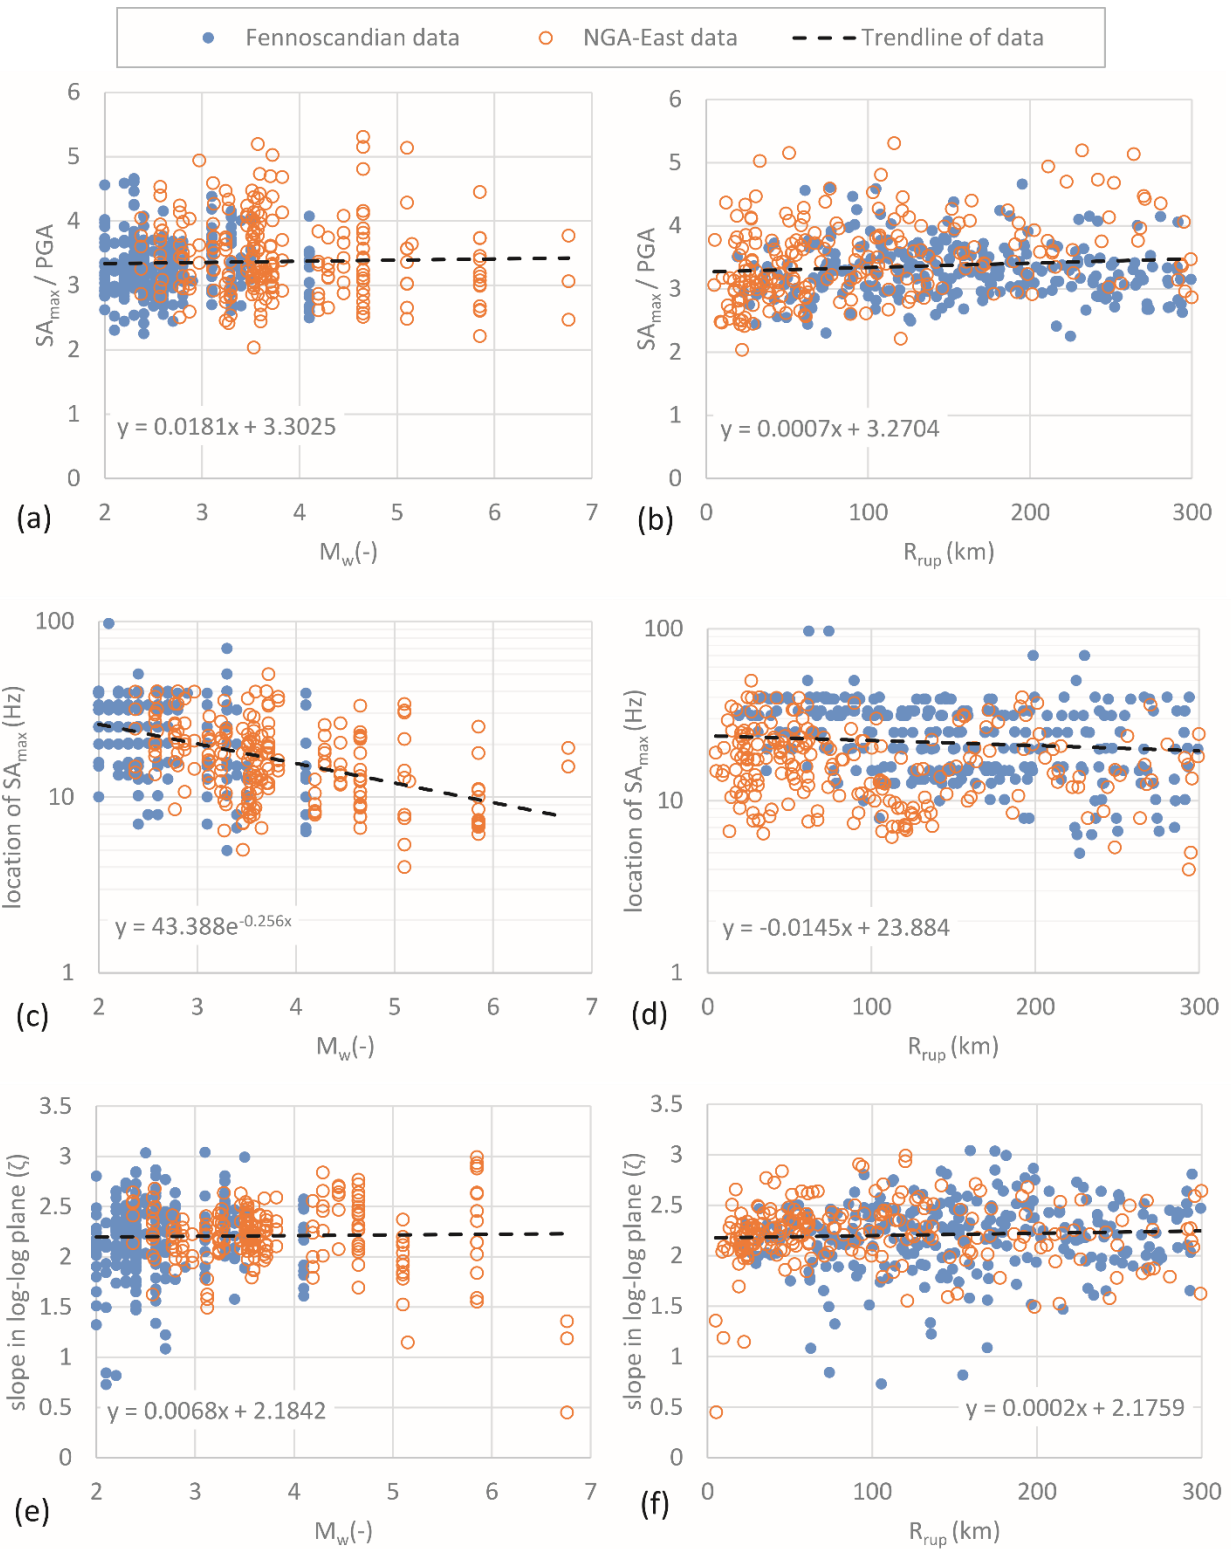 Fennoscandian data NGA-East data Trendline of data
6
5
4
3
2
1
0
SAmax / PGA
y = 0.0181x + 3.3025
2 3 4 5 6 7
(a)
Mw(-)
6
5
4
3
2
1
0
SAmax / PGA
y = 0.0007x + 3.2704
0 100 200 300
(b)
Rrup (km)
100
10
1
location of SAmax (Hz)
y = 43.388e-0.256x
2 3 4 5 6 7
(c)
Mw(-)
100
10
1
location of SAmax (Hz)
y = -0.0145x + 23.884
0 100 200 300
(d)
Rrup (km)
3.5
3
2.5
2
1.5
1
0.5
0
slope in log-log plane (ζ)
y = 0.0068x + 2.1842
2 3 4 5 6 7
(e)
Mw(-)
3.5
3
2.5
2
1.5
1
0.5
0
slope in log-log plane (ζ)
y = 0.0002x + 2.1759
0 100 200 300
(f)
Rrup (km)